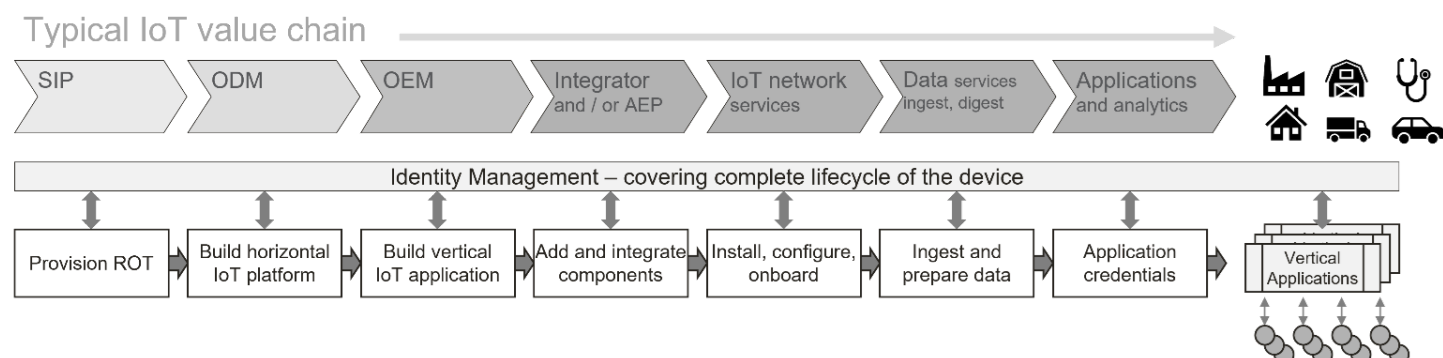 Typical IoT value chain
SIP
ODM
OEM
Integrator
and / or AEP
IoT network
services
Data services
ingest, digest
Applications
and analytics
Identity Management – covering complete lifecycle of the device
Provision ROT
Build horizontal
IoT platform
Build vertical
IoT application
Add and integrate
components
Install, configure,
onboard
Ingest and
prepare data
Application
credentials
Vertical
Applications